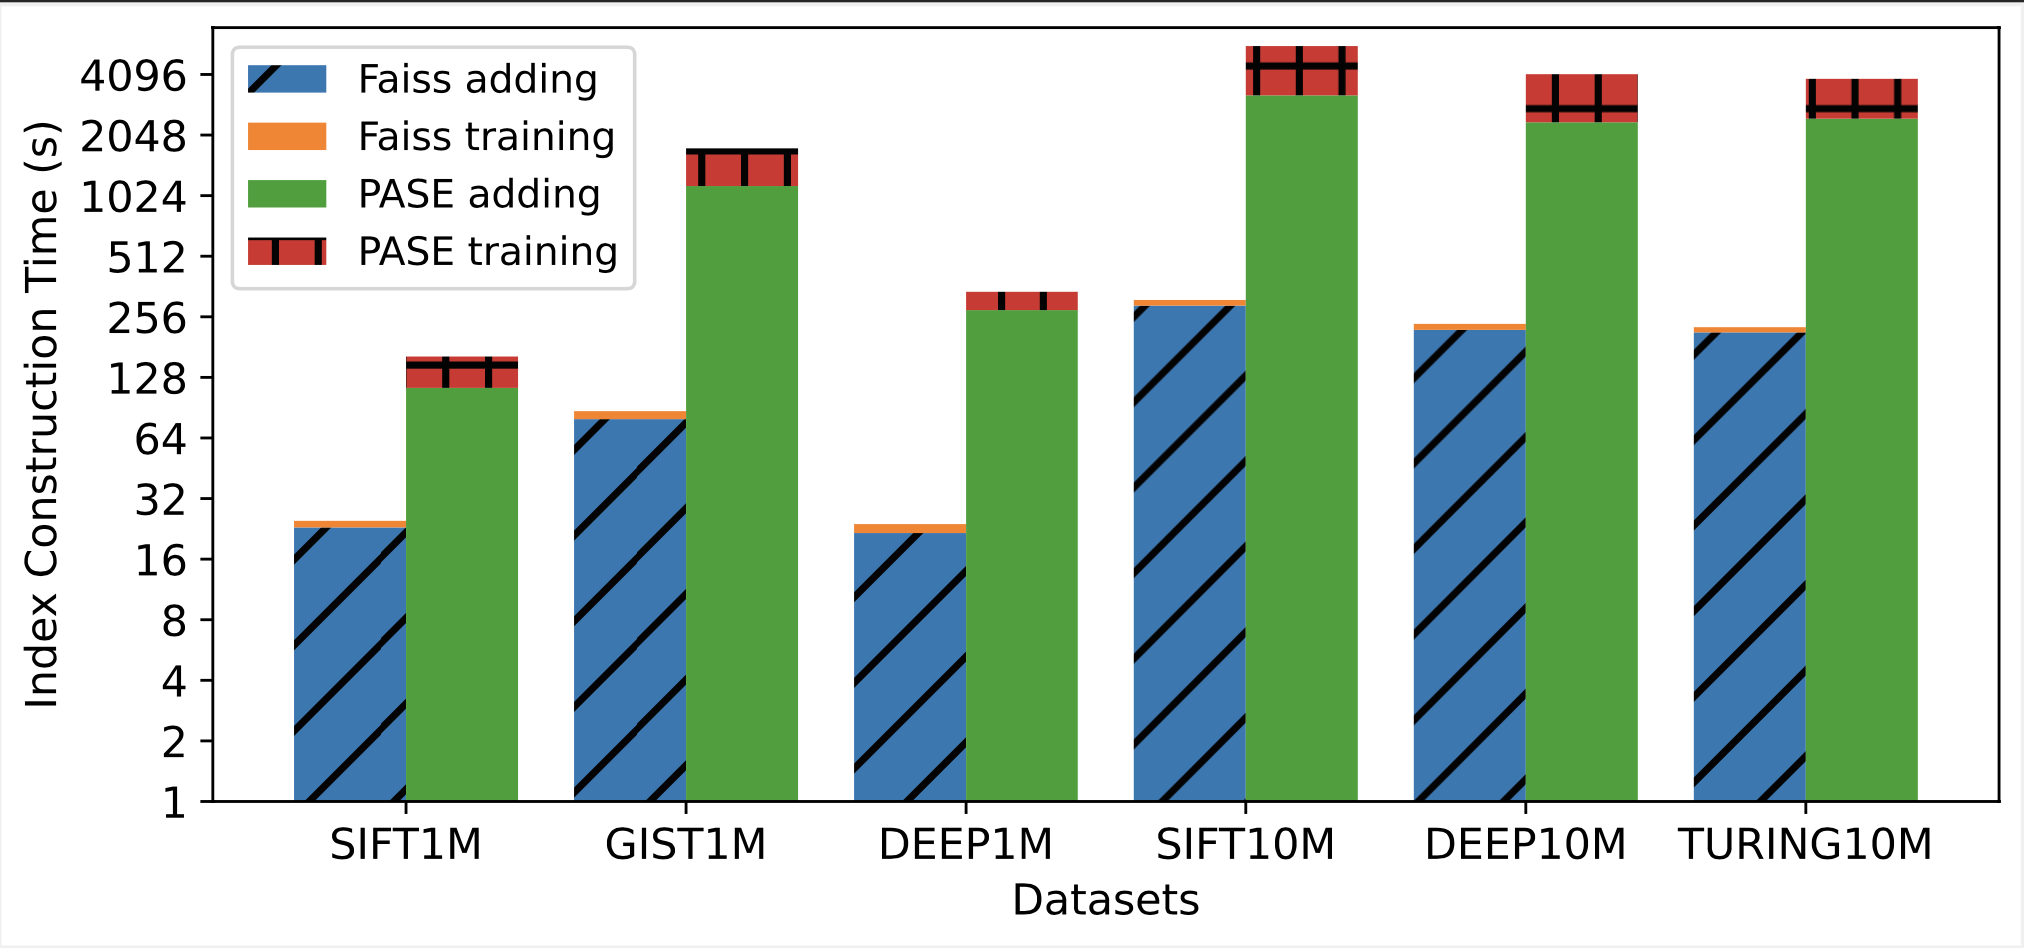 Index Construction Time (s)
4096
2048
1024
512
256
128
64
32
16
8
4
2
1
Faiss adding
Faiss training
PASE adding
PASE training
SIFT1M GIST1M DEEP1M SIFT10M DEEP10M TURING10M
Datasets